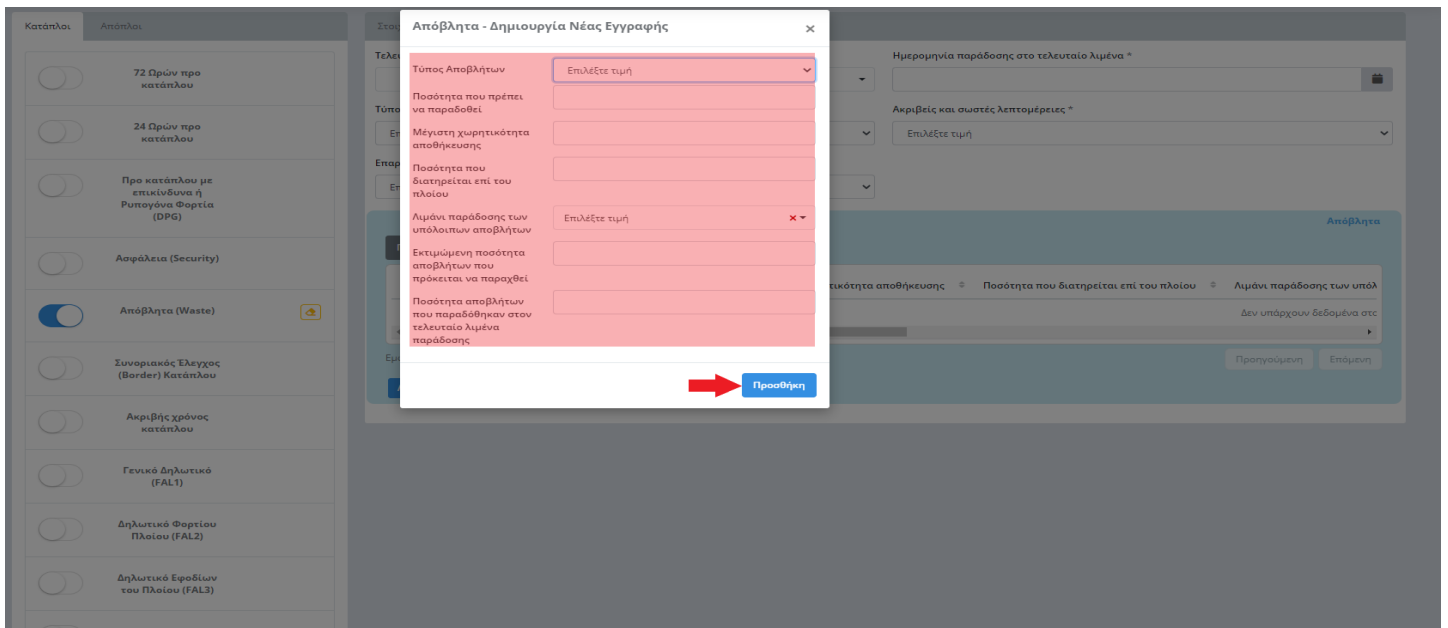 Κατάπλοι
Απόπλοι
72 Ωρών προ
κατάπλου
24 Ωρών προ
κατάπλου
Προ κατάπλου με
επικίνδυνα ή
Ρυπογόνα Φορτία
(DPG)
Ασφάλεια (Security)
Απόβλητα (Waste)
Συνοριακός Έλεγχος
(Border) Κατάπλου
Ακριβής χρόνος
κατάπλου
Γενικό Δηλωτικό
(FAL1)
Δηλωτικό Φορτίου
Πλοίου (FAL2)
Δηλωτικό Εφοδίων
του Πλοίου (FAL3)
Απόβλητα - Δημιουργία Νέας Εγγραφής
×
Τύπος Αποβλήτων
Επιλέξτε τιμή
Ποσότητα που πρέπει
να παραδοθεί
Μέγιστη χωρητικότητα
αποθήκευσης
Ποσότητα που
διατηρείται επί του
πλοίου
Λιμάνι παράδοσης των
υπόλοιπων αποβλήτων
Επιλέξτε τιμή
Εκτιμώμενη ποσότητα
αποβλήτων που
πρόκειται να παραχθεί
Ποσότητα αποβλήτων
που παραδόθηκαν στον
τελευταίο λιμένα
παράδοσης
Προσθήκη
Ημερομηνία παράδοσης στο τελευταίο λιμένα *
Ακριβείς και σωστές λεπτομέρειες *
Επιλέξτε τιμή
Απόβλητα
τικότητα αποθήκευσης Ποσότητα που διατηρείται επί του πλοίου Λιμάνι παράδοσης των υπόλ
Δεν υπάρχουν δεδομένα στο
Προηγούμενη Επόμενη